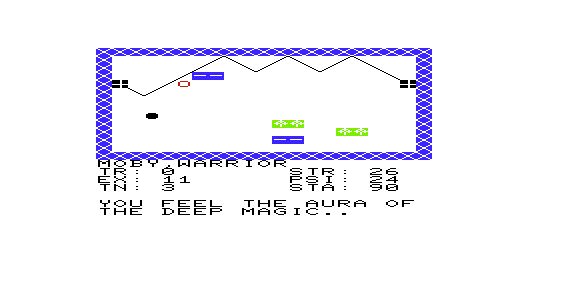 MOBY,WARRIOR
TR: 0 STR: 26
EX: 11 PSI: 24
TN: 3 STA: 90
YOU FEEL THE AURA OF
THE DEEP MAGIC..